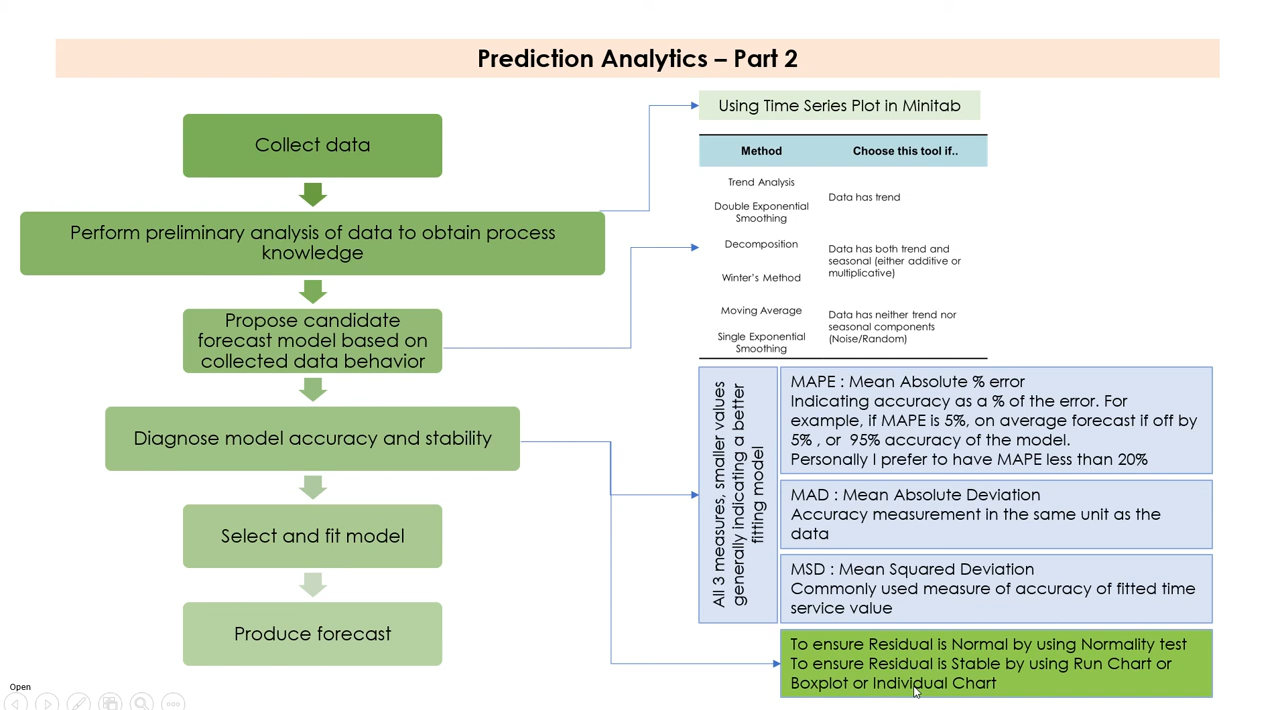 Prediction Analytics – Part 2
Collect data
Perform preliminary analysis of data to obtain process
knowledge
Propose candidate
forecast model based on
collected data behavior
Diagnose model accuracy and stability
Select and fit model
Produce forecast
Using Time Series Plot in Minitab
Method
Choose this tool if..
Trend Analysis
Double Exponential
Smoothing
Data has trend
Decomposition
Winter's Method
Data has both trend and
seasonal (either additive or
multiplicative)
Moving Average
Single Exponential
Smoothing
Data has neither trend nor
seasonal components
(Noise/Random)
All 3 measures, smaller values
generally indicating a better
fitting model
MAPE : Mean Absolute % error
Indicating accuracy as a % of the error. For
example, if MAPE is 5%, on average forecast if off by
5% , or 95% accuracy of the model.
Personally I prefer to have MAPE less than 20%
MAD : Mean Absolute Deviation
Accuracy measurement in the same unit as the
data
MSD : Mean Squared Deviation
Commonly used measure of accuracy of fitted time
service value
To ensure Residual is Normal by using Normality test
To ensure Residual is Stable by using Run Chart or
Boxplot or Individual Chart
Open